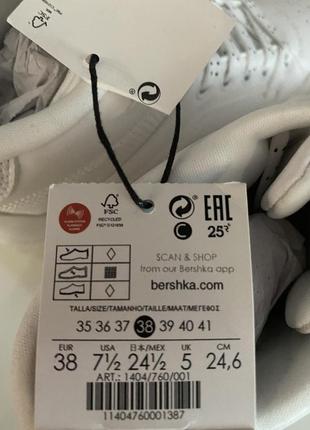 FSC
RECYCLED
EAC
25
SCAN & SHOP
from our Bershka app
bershka.com
TALLA/SIZE/TAMANHO/TAILLE/MAAT/ΜΕΓΕΘΟΣ
35 36 37 38 39 40 41
EUR USA 日本/MEX UK CM
38 7½ 24½ 5 24,6
ART. : 1404/760/001
11404760001387